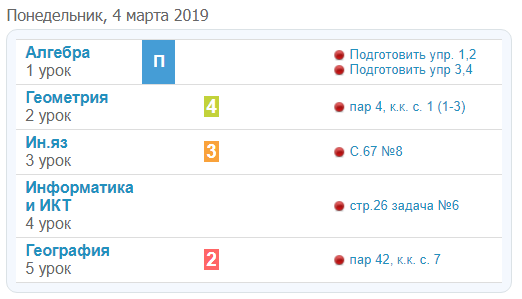 Понедельник, 4 марта 2019
Алгебра
1 урок
П
Подготовить упр. 1,2
Подготовить упр 3,4
Геометрия
2 урок
4
пар 4, к.к. с. 1 (1-3)
Ин.яз
3 урок
3
С.67 №8
Информатика
и ИКТ
4 урок
стр.26 задача №6
География
5 урок
2
пар 42, к.к. с. 7